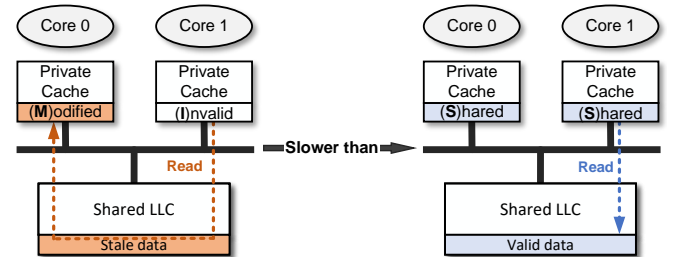 Core 0
Core 1
Private
Cache
(M)odified
Private
Cache
(I)nvalid
Read
Shared LLC
Stale data
Slower than
Core 0
Core 1
Private
Cache
(S)hared
Private
Cache
(S)hared
Read
Shared LLC
Valid data